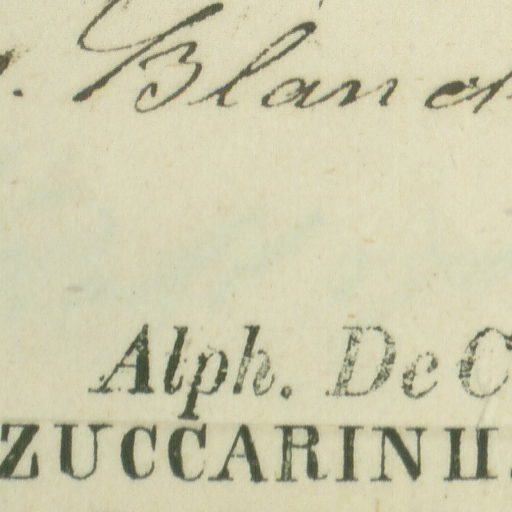 . Blanc
Alph. De C
ZUCCARINII.